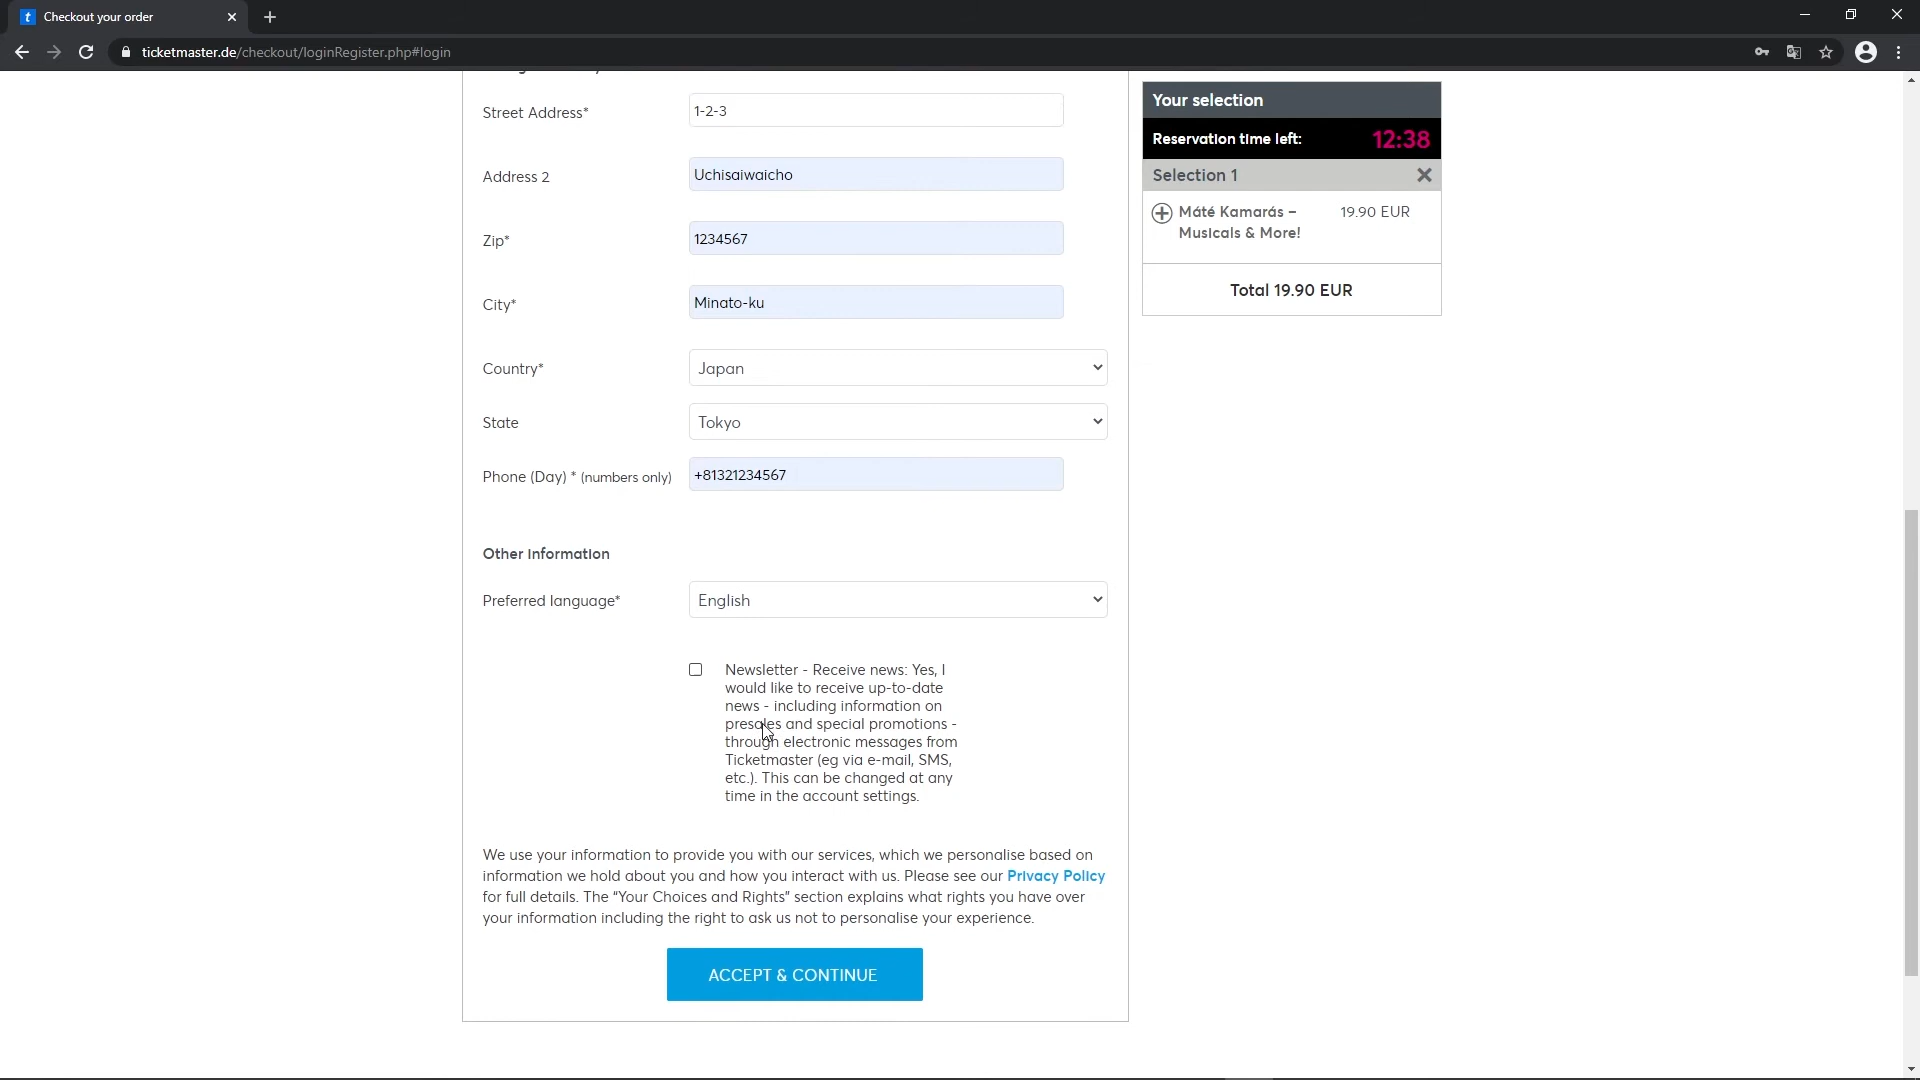 Checkout your order
ticketmaster.de/checkout/loginRegister.php#login
Street Address* 1-2-3
Address 2 Uchisaiwaicho
Zip* 1234567
City* Minato-ku
Country* Japan
State Tokyo
Phone (Day) * (numbers only) +81321234567
Other Information
Preferred language* English
Newsletter - Receive news: Yes, I
would like to receive up-to-date
news - including information on
presales and special promotions -
through electronic messages from
Ticketmaster (eg via e-mail, SMS,
etc.). This can be changed at any
time in the account settings.
We use your information to provide you with our services, which we personalise based on
information we hold about you and how you interact with us. Please see our Privacy Policy
for full details. The "Your Choices and Rights" section explains what rights you have over
your information including the right to ask us not to personalise your experience.
ACCEPT & CONTINUE
Your selection
Reservation time left: 12:38
Selection 1
Máté Kamarás – 19.90 EUR
Musicals & More!
Total 19.90 EUR